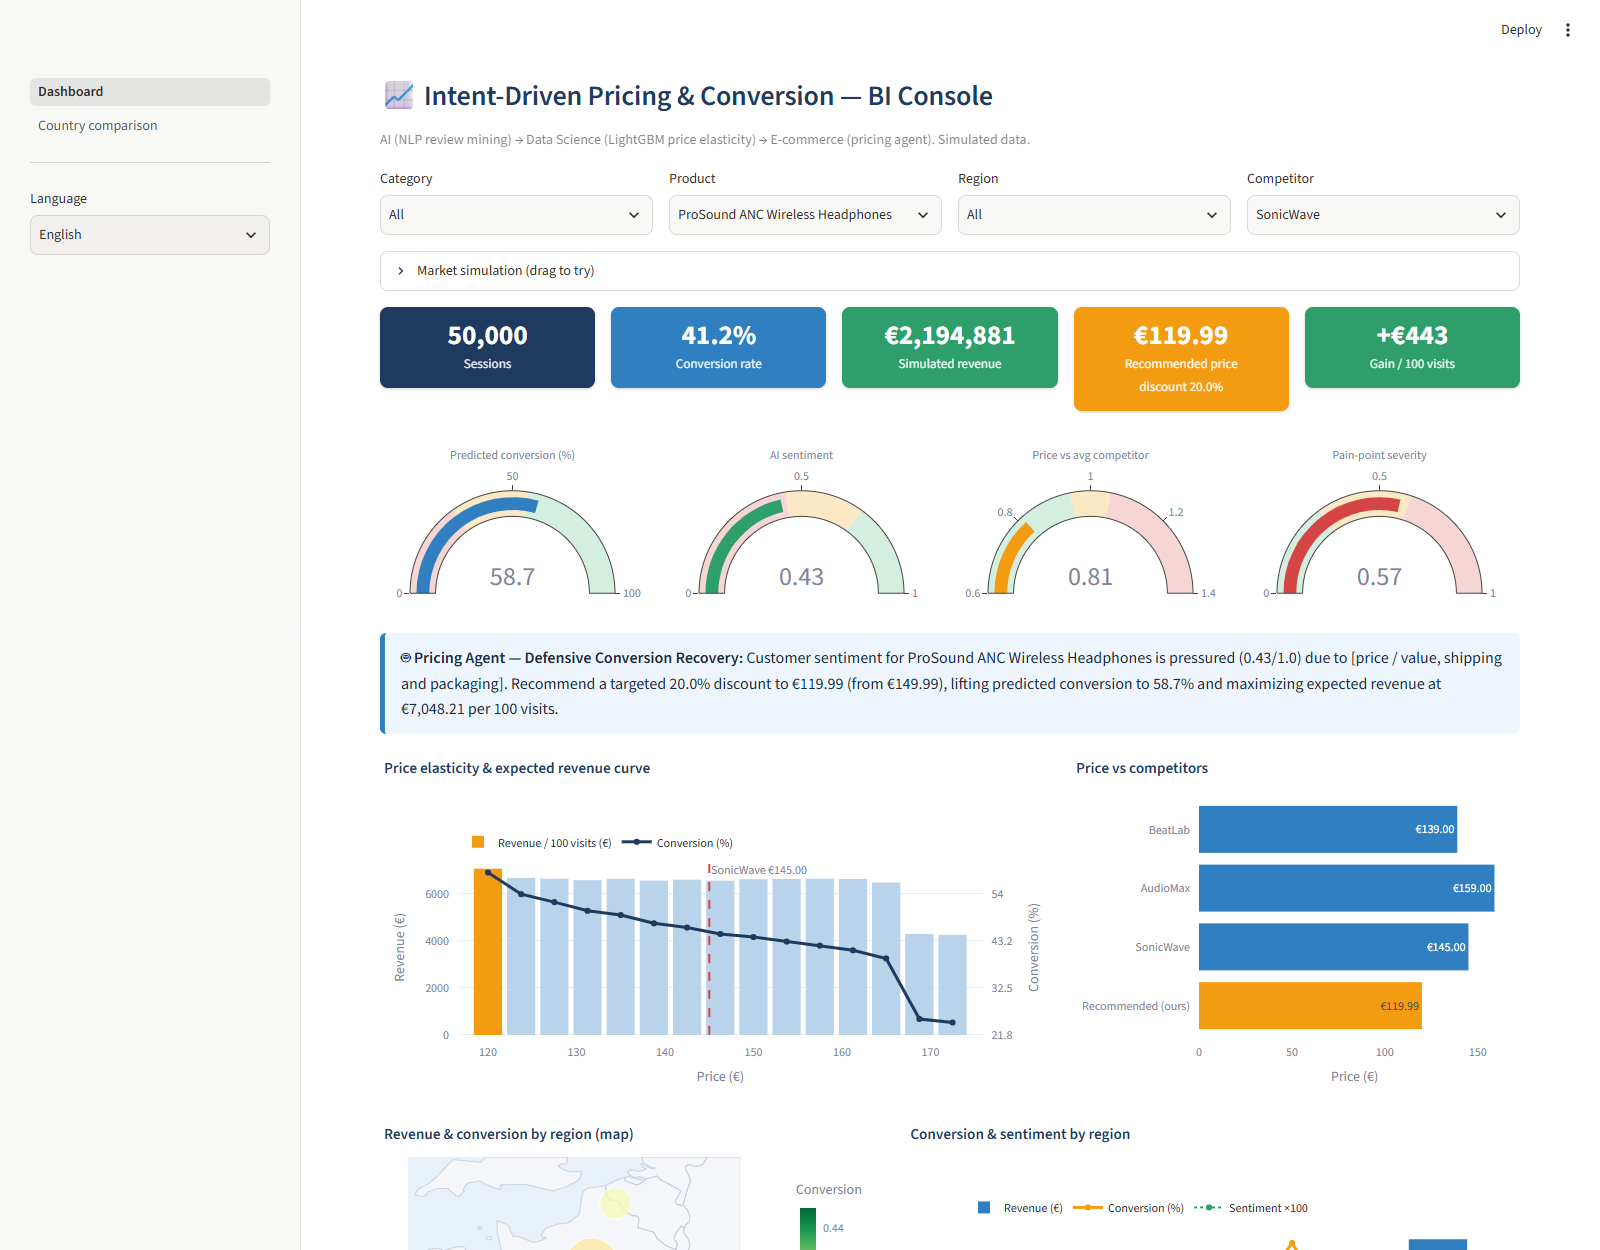 Deploy
Dashboard
Country comparison
Language
English
Intent-Driven Pricing & Conversion — BI Console
AI (NLP review mining) → Data Science (LightGBM price elasticity) → E-commerce (pricing agent). Simulated data.
Category
Product
Region
Competitor
All
ProSound ANC Wireless Headphones
All
SonicWave
Market simulation (drag to try)
50,000
Sessions
41.2%
Conversion rate
€2,194,881
Simulated revenue
€119.99
Recommended price
discount 20.0%
+€443
Gain / 100 visits
Predicted conversion (%)
50
0
100
58.7
AI sentiment
0.5
0
1
0.43
Price vs avg competitor
1
0.8
1.2
0.6
1.4
0.81
Pain-point severity
0.5
0
1
0.57
Pricing Agent — Defensive Conversion Recovery: Customer sentiment for ProSound ANC Wireless Headphones is pressured (0.43/1.0) due to [price / value, shipping
and packaging]. Recommend a targeted 20.0% discount to €119.99 (from €149.99), lifting predicted conversion to 58.7% and maximizing expected revenue at
€7,048.21 per 100 visits.
Price elasticity & expected revenue curve
Revenue / 100 visits (€)
Conversion (%)
SonicWave €145.00
6000
4000
2000
0
Revenue (€)
54
43.2
32.5
21.8
Conversion (%)
120
130
140
150
160
170
Price (€)
Price vs competitors
BeatLab
€139.00
AudioMax
€159.00
SonicWave
€145.00
Recommended (ours)
€119.99
0
50
100
150
Price (€)
Revenue & conversion by region (map)
Conversion
0.44
Conversion & sentiment by region
Revenue (€)
Conversion (%)
Sentiment ×100